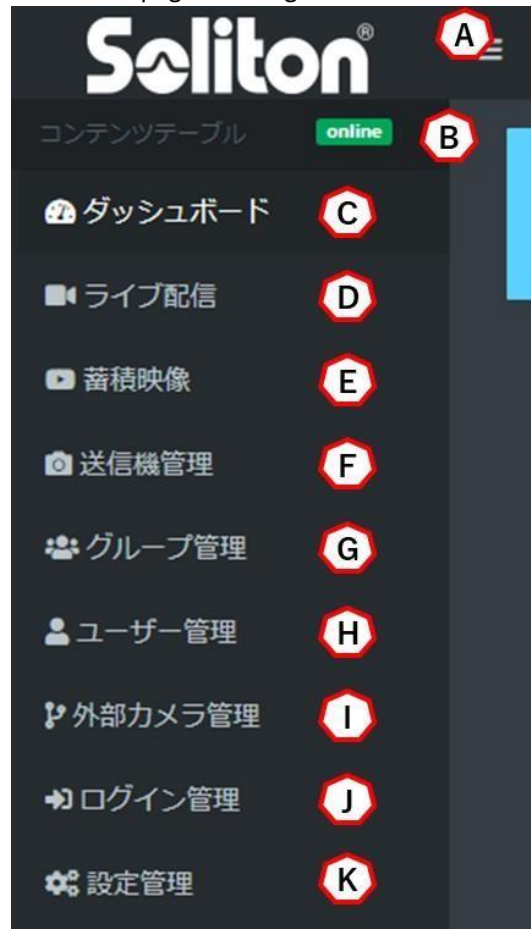 Soliton® A
コンテンツテーブル online B
ダッシュボード C
ライブ配信 D
蓄積映像 E
送信機管理 F
グループ管理 G
ユーザー管理 H
外部カメラ管理 I
ログイン管理 J
設定管理 K